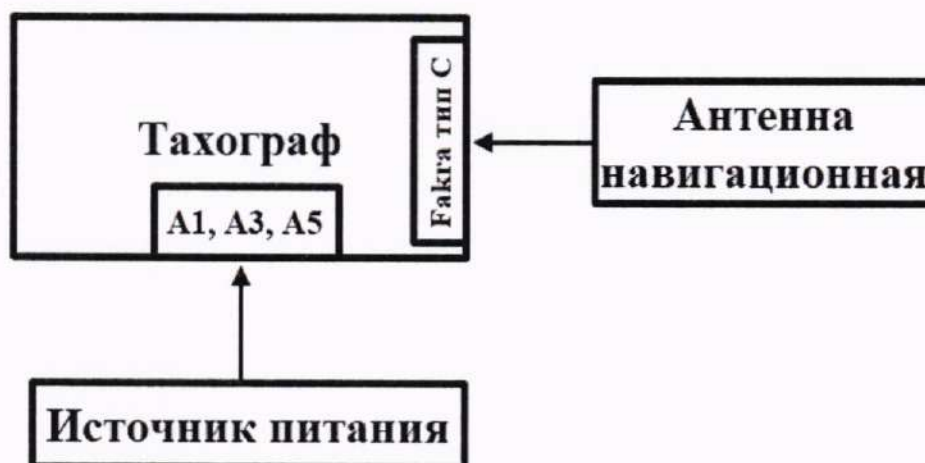 Тахограф
A1, A3, A5
Fakra тип C
Антенна
навигационная
Источник питания